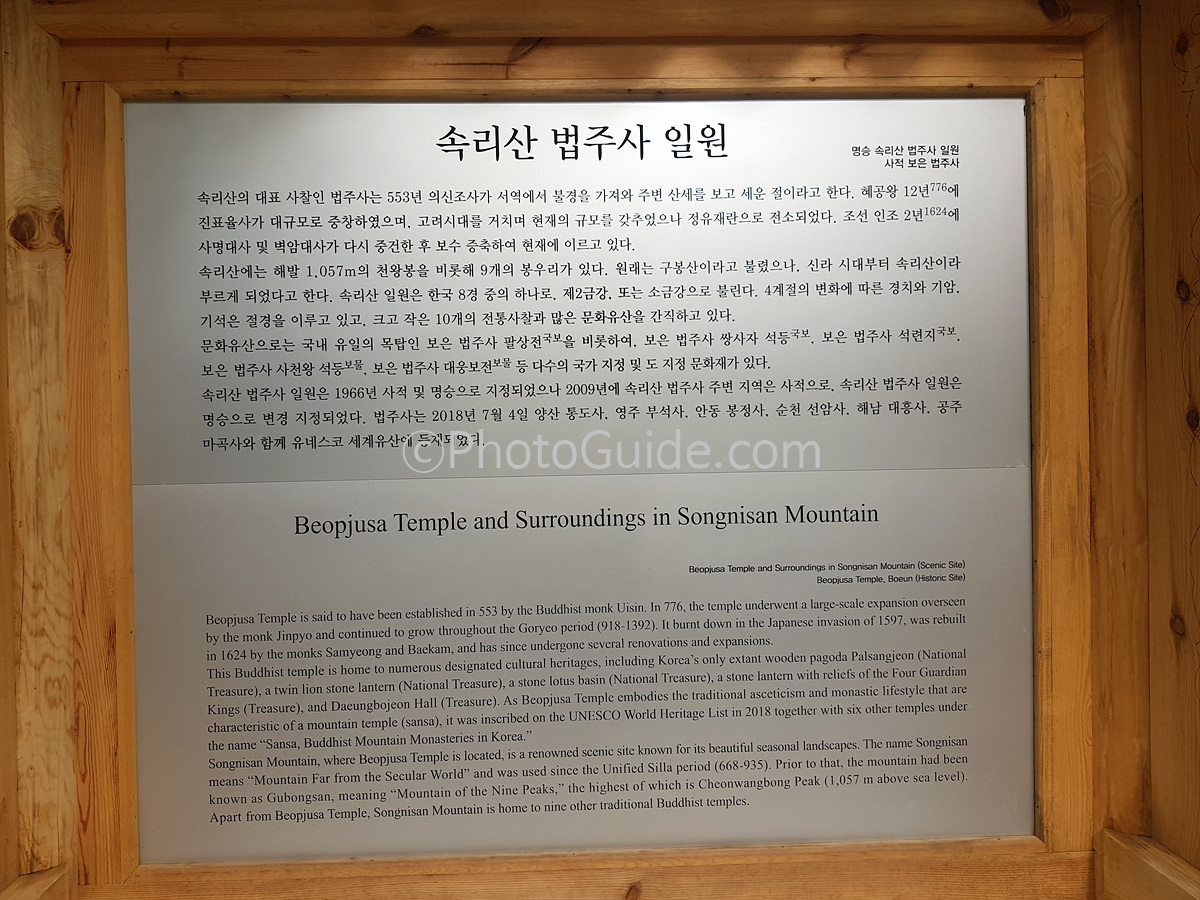 속리산 법주사 일원
명승 속리산 법주사 일원
사적 보은 법주사
속리산의 대표 사찰인 법주사는 553년 의신조사가 서역에서 불경을 가져와 주변 산세를 보고 세운 절이라고 한다. 혜공왕 12년776에
진표율사가 대규모로 중창하였으며, 고려시대를 거치며 현재의 규모를 갖추었으나 정유재란으로 전소되었다. 조선 인조 2년1624에
사명대사 및 벽암대사가 다시 중건한 후 보수 증축하여 현재에 이르고 있다.
속리산에는 해발 1,057m의 천왕봉을 비롯해 9개의 봉우리가 있다. 원래는 구봉산이라고 불렸으나, 신라 시대부터 속리산이라
부르게 되었다고 한다. 속리산 일원은 한국 8경 중의 하나로, 제2금강, 또는 소금강으로 불린다. 4계절의 변화에 따른 경치와 기암,
기석은 절경을 이루고 있고, 크고 작은 10개의 전통사찰과 많은 문화유산을 간직하고 있다.
문화유산으로는 국내 유일의 목탑인 보은 법주사 팔상전국보을 비롯하여, 보은 법주사 쌍사자 석등국보, 보은 법주사 석련지국보,
보은 법주사 사천왕 석등보물, 보은 법주사 대웅보전보물 등 다수의 국가 지정 및 도 지정 문화재가 있다.
속리산 법주사 일원은 1966년 사적 및 명승으로 지정되었으나 2009년에 속리산 법주사 주변 지역은 사적으로, 속리산 법주사 일원은
명승으로 변경 지정되었다. 법주사는 2018년 7월 4일 양산 통도사, 영주 부석사, 안동 봉정사, 순천 선암사, 해남 대흥사, 공주
마곡사와 함께 유네스코 세계유산에 등재되었다.
©PhotoGuide.com
Beopjusa Temple and Surroundings in Songnisan Mountain
Beopjusa Temple and Surroundings in Songnisan Mountain (Scenic Site)
Beopjusa Temple, Boeun (Historic Site)
Beopjusa Temple is said to have been established in 553 by the Buddhist monk Uisin. In 776, the temple underwent a large-scale expansion overseen
by the monk Jinpyo and continued to grow throughout the Goryeo period (918-1392). It burnt down in the Japanese invasion of 1597, was rebuilt
in 1624 by the monks Samyeong and Baekam, and has since undergone several renovations and expansions.
This Buddhist temple is home to numerous designated cultural heritages, including Korea's only extant wooden pagoda Palsangjeon (National
Treasure), a twin lion stone lantern (National Treasure), a stone lotus basin (National Treasure), a stone lantern with reliefs of the Four Guardian
Kings (Treasure), and Daeungbojeon Hall (Treasure). As Beopjusa Temple embodies the traditional asceticism and monastic lifestyle that are
characteristic of a mountain temple (sansa), it was inscribed on the UNESCO World Heritage List in 2018 together with six other temples under
the name “Sansa, Buddhist Mountain Monasteries in Korea.”
Songnisan Mountain, where Beopjusa Temple is located, is a renowned scenic site known for its beautiful seasonal landscapes. The name Songnisan
means “Mountain Far from the Secular World” and was used since the Unified Silla period (668-935). Prior to that, the mountain had been
known as Gubongsan, meaning “Mountain of the Nine Peaks,” the highest of which is Cheonwangbong Peak (1,057 m above sea level).
Apart from Beopjusa Temple, Songnisan Mountain is home to nine other traditional Buddhist temples.